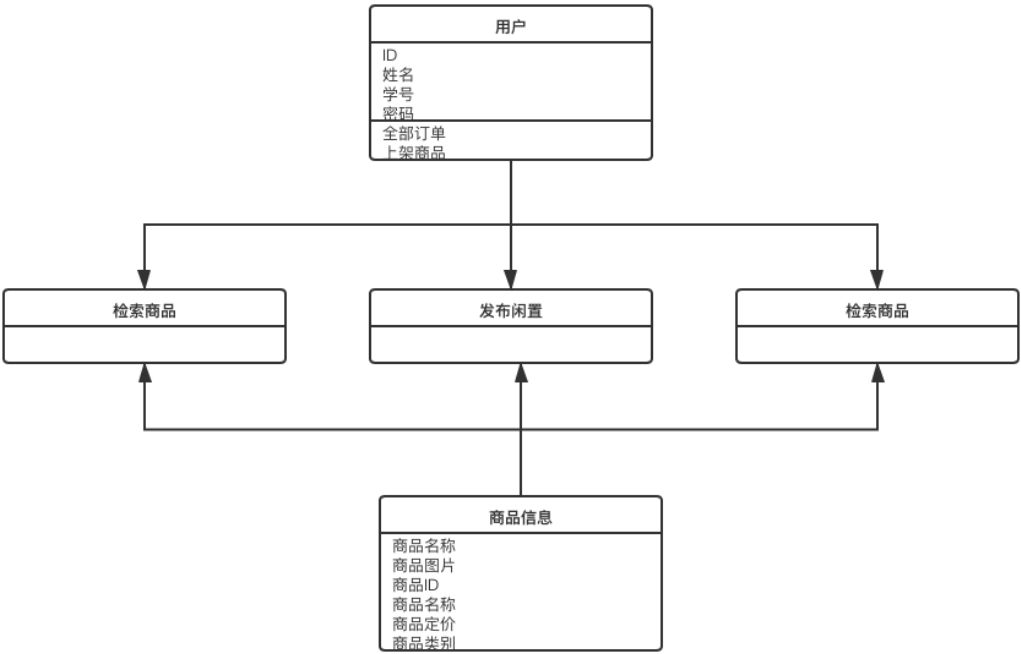 用户
ID
姓名
学号
密码
全部订单
上架商品
检索商品
发布闲置
检索商品
商品信息
商品名称
商品图片
商品ID
商品名称
商品定价
商品类别